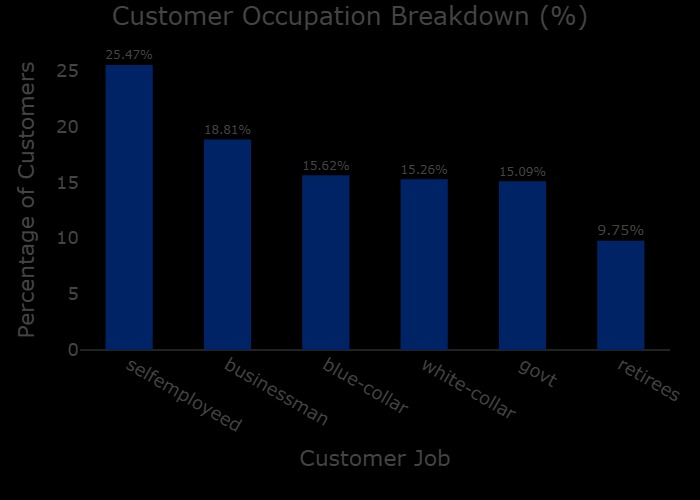 Customer Occupation Breakdown (%)
25.47%
18.81%
15.62%
15.26%
15.09%
9.75%
25
20
15
10
5
0
Percentage of Customers
selfemployeed
businessman
blue-collar
white-collar
govt
retirees
Customer Job